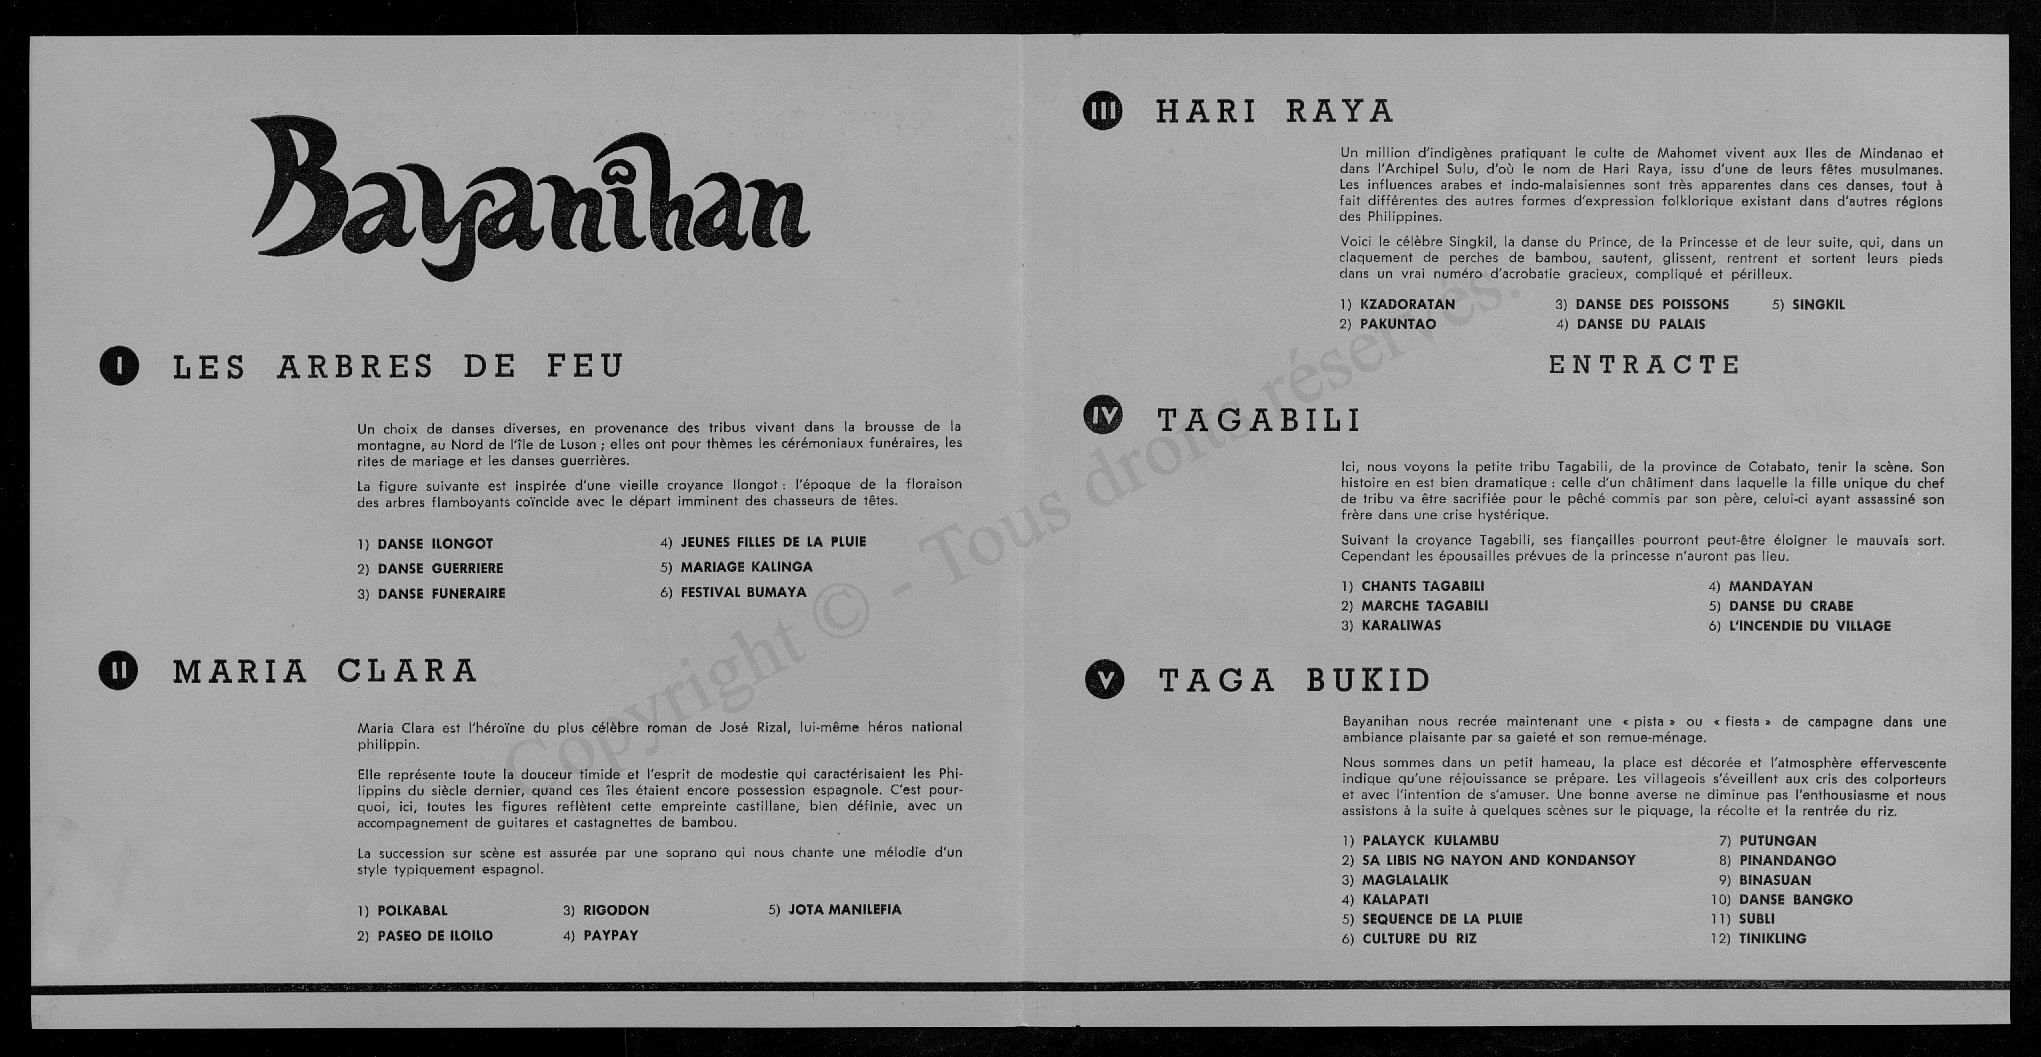 Bayanihan
I LES ARBRES DE FEU
Un choix de danses diverses, en provenance des tribus vivant dans la brousse de la
montagne, au Nord de l'île de Luson ; elles ont pour thèmes les cérémoniaux funéraires, les
rites de mariage et les danses guerrières.
La figure suivante est inspirée d'une vieille croyance Ilongot : l'époque de la floraison
des arbres flamboyants coïncide avec le départ imminent des chasseurs de têtes.
1) DANSE ILONGOT
2) DANSE GUERRIERE
3) DANSE FUNERAIRE
4) JEUNES FILLES DE LA PLUIE
5) MARIAGE KALINGA
6) FESTIVAL BUMAYA
II MARIA CLARA
Maria Clara est l'héroïne du plus célèbre roman de José Rizal, lui-même héros national
philippin.
Elle représente toute la douceur timide et l'esprit de modestie qui caractérisaient les Phi-
lippins du siècle dernier, quand ces îles étaient encore possession espagnole. C'est pour-
quoi, ici, toutes les figures reflètent cette empreinte castillane, bien définie, avec un
accompagnement de guitares et castagnettes de bambou.
La succession sur scène est assurée par une soprano qui nous chante une mélodie d'un
style typiquement espagnol.
1) POLKABAL
2) PASEO DE ILOILO
3) RIGODON
4) PAYPAY
5) JOTA MANILEFIA
III HARI RAYA
Un million d'indigènes pratiquant le culte de Mahomet vivent aux Iles de Mindanao et
dans l'Archipel Sulu, d'où le nom de Hari Raya, issu d'une de leurs fêtes musulmanes.
Les influences arabes et indo-malaisiennes sont très apparentes dans ces danses, tout à
fait différentes des autres formes d'expression folklorique existant dans d'autres régions
des Philippines.
Voici le célèbre Singkil, la danse du Prince, de la Princesse et de leur suite, qui, dans un
claquement de perches de bambou, sautent, glissent, rentrent et sortent leurs pieds
dans un vrai numéro d'acrobatie gracieux, compliqué et périlleux.
1) KZADORATAN
2) PAKUNTAO
3) DANSE DES POISSONS
4) DANSE DU PALAIS
5) SINGKIL
ENTRACTE
IV TAGABILI
Ici, nous voyons la petite tribu Tagabili, de la province de Cotabato, tenir la scène. Son
histoire en est bien dramatique : celle d'un châtiment dans laquelle la fille unique du chef
de tribu va être sacrifiée pour le pêché commis par son père, celui-ci ayant assassiné son
frère dans une crise hystérique.
Suivant la croyance Tagabili, ses fiançailles pourront peut-être éloigner le mauvais sort.
Cependant les épousailles prévues de la princesse n'auront pas lieu.
1) CHANTS TAGABILI
2) MARCHE TAGABILI
3) KARALIWAS
4) MANDAYAN
5) DANSE DU CRABE
6) L'INCENDIE DU VILLAGE
V TAGA BUKID
Bayanihan nous recrée maintenant une « pista » ou « fiesta » de campagne dans une
ambiance plaisante par sa gaieté et son remue-ménage.
Nous sommes dans un petit hameau, la place est décorée et l'atmosphère effervescente
indique qu'une réjouissance se prépare. Les villageois s'éveillent aux cris des colporteurs
et avec l'intention de s'amuser. Une bonne averse ne diminue pas l'enthousiasme et nous
assistons à la suite à quelques scènes sur le piquage, la récolte et la rentrée du riz.
1) PALAYCK KULAMBU
2) SA LIBIS NG NAYON AND KONDANSOY
3) MAGLALALIK
4) KALAPATI
5) SEQUENCE DE LA PLUIE
6) CULTURE DU RIZ
7) PUTUNGAN
8) PINANDANGO
9) BINASUAN
10) DANSE BANGKO
11) SUBLI
12) TINIKLING
Copyright © - Tous droits réservés.